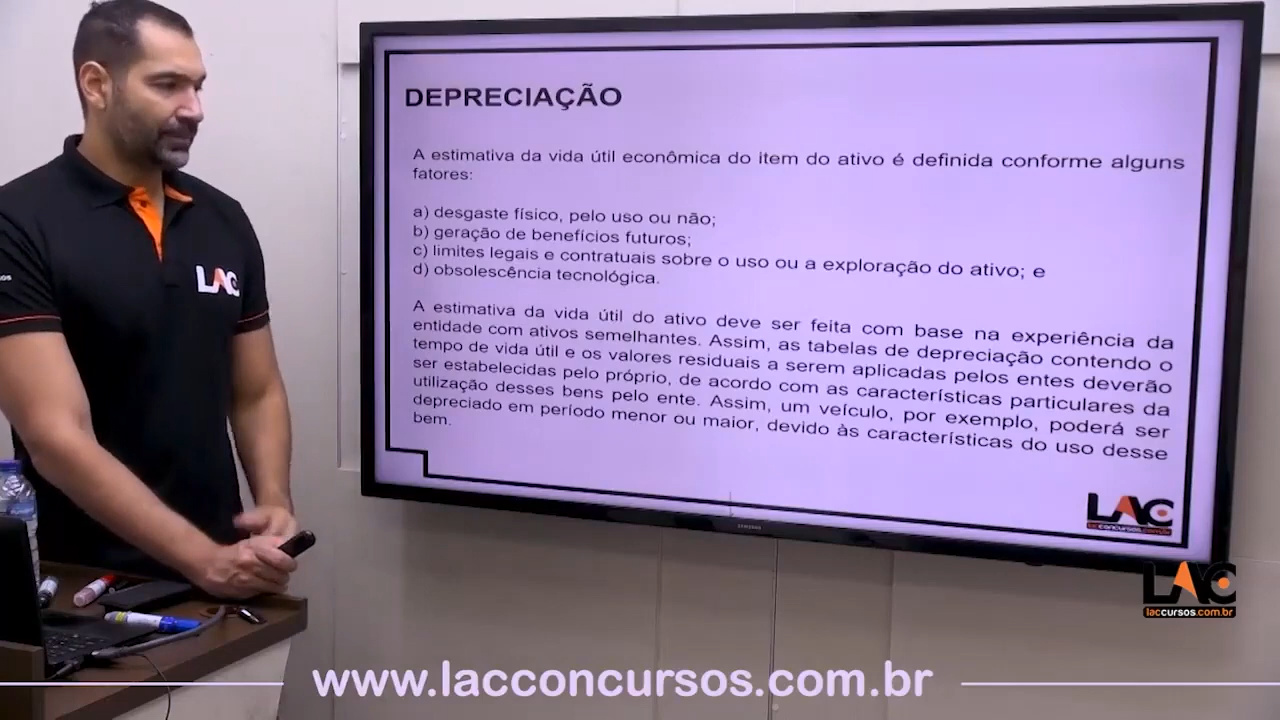 DEPRECIAÇÃO
A estimativa da vida útil econômica do item do ativo é definida conforme alguns
fatores:
a) desgaste físico, pelo uso ou não;
b) geração de benefícios futuros;
c) limites legais e contratuais sobre o uso ou a exploração do ativo; e
d) obsolescência tecnológica.
A estimativa da vida útil do ativo deve ser feita com base na experiência da
entidade com ativos semelhantes. Assim, as tabelas de depreciação contendo o
tempo de vida útil e os valores residuais a serem aplicadas pelos entes deverão
ser estabelecidas pelo próprio, de acordo com as características particulares da
utilização desses bens pelo ente. Assim, um veículo, por exemplo, poderá ser
depreciado em período menor ou maior, devido às características do uso desse
bem.
LAC
lacconcursos.com.br
SAMSUNG
LAC
LAC
laccursos.com.br
www.lacconcursos.com.br